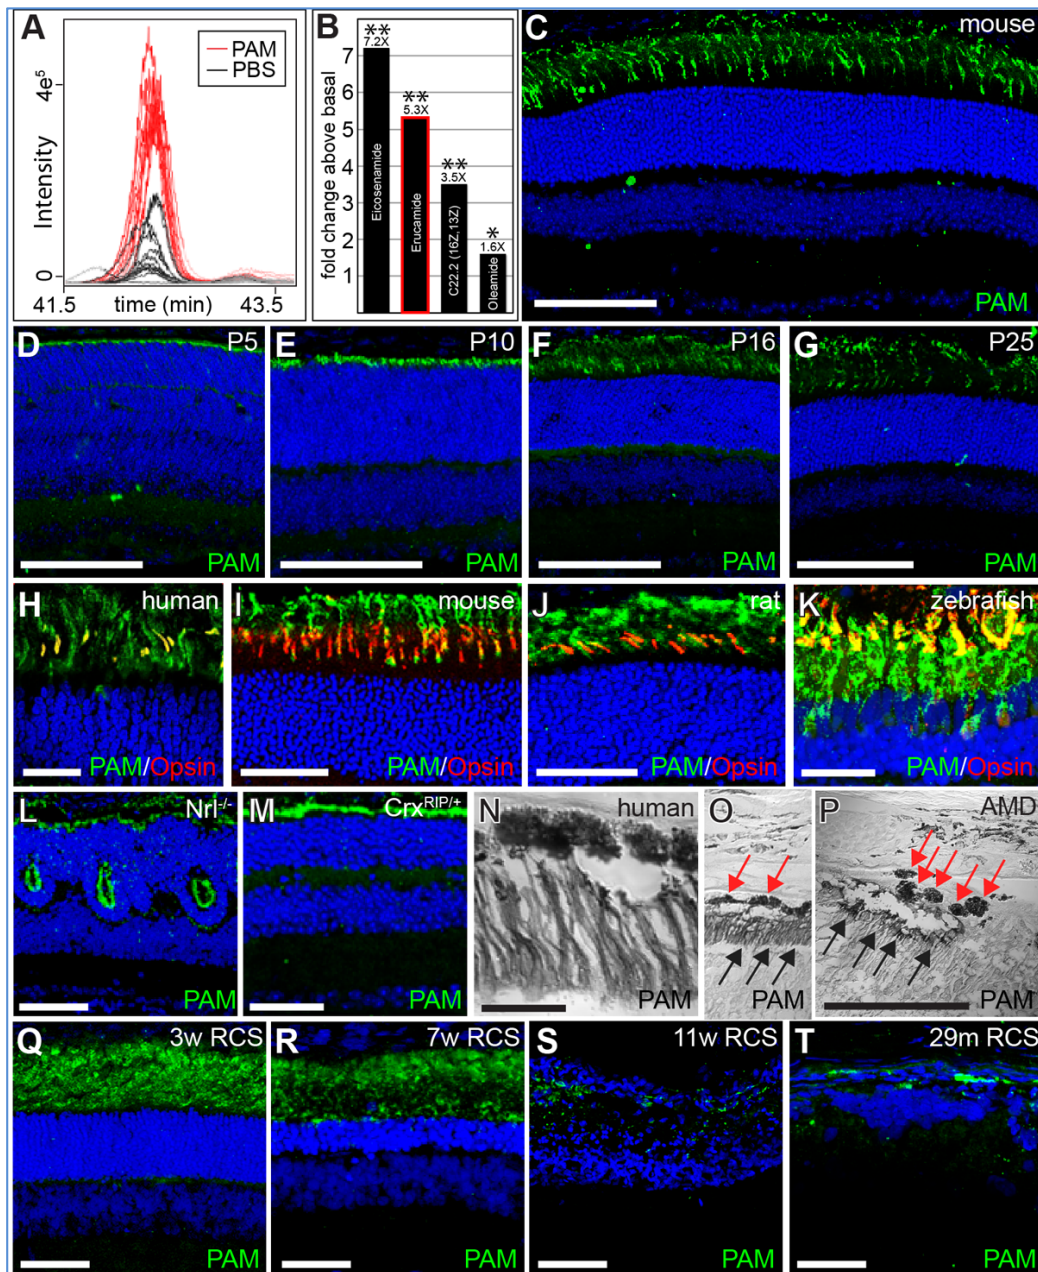 A
PAM
PBS
4e⁵
Intensity
0
41.5 time (min) 43.5
B
fold change above basal
7
6
5
4
3
2
1
**
7.2X
Eicosenamide
**
5.3X
Erucamide
**
3.5X
C22.2 (16Z,13Z)
*
1.6X
Oleamide
C mouse
PAM
D P5
PAM
E P10
PAM
F P16
PAM
G P25
PAM
H human
PAM/Opsin
I mouse
PAM/Opsin
J rat
PAM/Opsin
K zebrafish
PAM/Opsin
L Nrl⁻/⁻
PAM
M Crxᴿᴵᴾ/⁺
PAM
N human
PAM
O
PAM
P AMD
PAM
Q 3w RCS
PAM
R 7w RCS
PAM
S 11w RCS
PAM
T 29m RCS
PAM